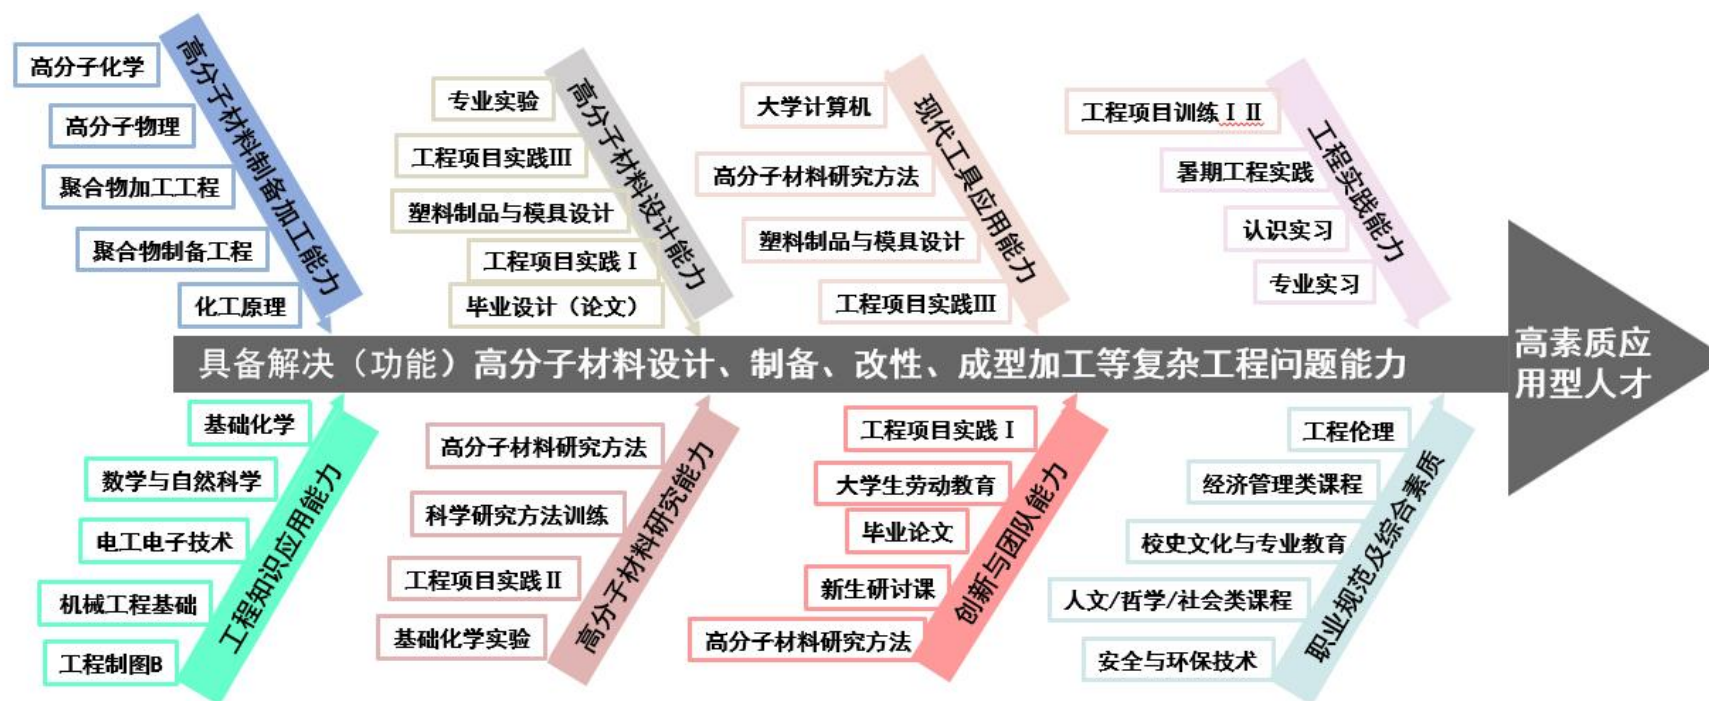 高分子材料制备加工能力
高分子化学
高分子物理
聚合物加工工程
聚合物制备工程
化工原理
高分子材料设计能力
专业实验
工程项目实践Ⅲ
塑料制品与模具设计
工程项目实践Ⅰ
毕业设计（论文）
现代工具应用能力
大学计算机
高分子材料研究方法
塑料制品与模具设计
工程项目实践Ⅲ
工程实践能力
工程项目训练Ⅰ Ⅱ
暑期工程实践
认识实习
专业实习
具备解决（功能）高分子材料设计、制备、改性、成型加工等复杂工程问题能力
高素质应
用型人才
工程知识应用能力
基础化学
数学与自然科学
电工电子技术
机械工程基础
工程制图B
高分子材料研究能力
高分子材料研究方法
科学研究方法训练
工程项目实践Ⅱ
基础化学实验
创新与团队能力
工程项目实践Ⅰ
大学生劳动教育
毕业论文
新生研讨课
高分子材料研究方法
职业规范及综合素质
工程伦理
经济管理类课程
校史文化与专业教育
人文/哲学/社会类课程
安全与环保技术